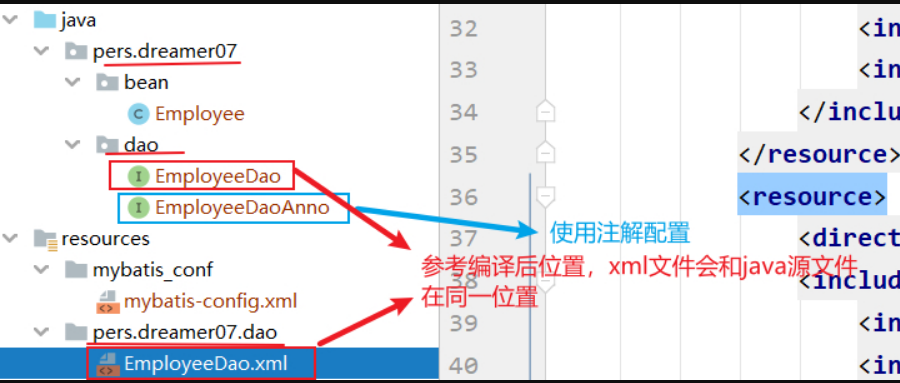 java
pers.dreamer07
bean
Employee
dao
EmployeeDao
EmployeeDaoAnno
resources
mybatis_conf
mybatis-config.xml
pers.dreamer07.dao
EmployeeDao.xml
32 <in
33 <in
34 </inclu
35 </resource>
36 <resource>
37 <direct
38 <include
39 <in
40 <in
使用注解配置
参考编译后位置，xml文件会和java源文件
在同一位置